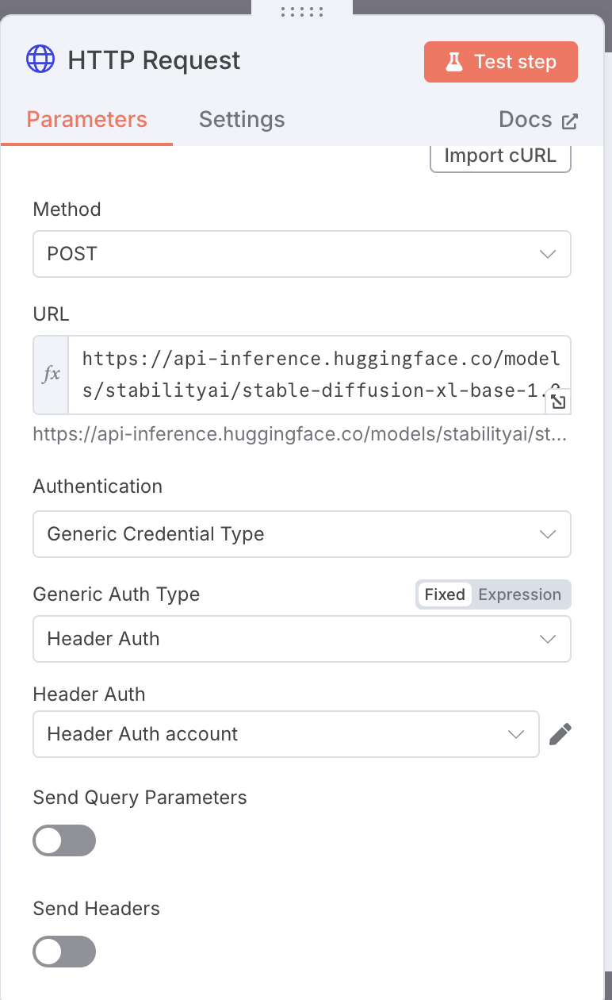 HTTP Request
Test step
Parameters
Settings
Docs
Import cURL
Method
POST
URL
fx
https://api-inference.huggingface.co/model
s/stabilityai/stable-diffusion-xl-base-1.0
https://api-inference.huggingface.co/models/stabilityai/st...
Authentication
Generic Credential Type
Generic Auth Type
Fixed
Expression
Header Auth
Header Auth
Header Auth account
Send Query Parameters
Send Headers